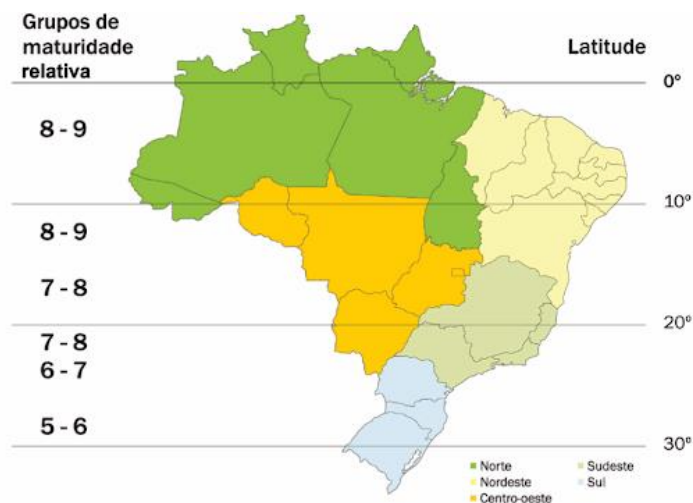 Grupos de
maturidade
relativa
Latitude
0º
8 - 9
10º
8 - 9
7 - 8
20º
7 - 8
6 - 7
5 - 6
30º
Norte
Nordeste
Centro-oeste
Sudeste
Sul